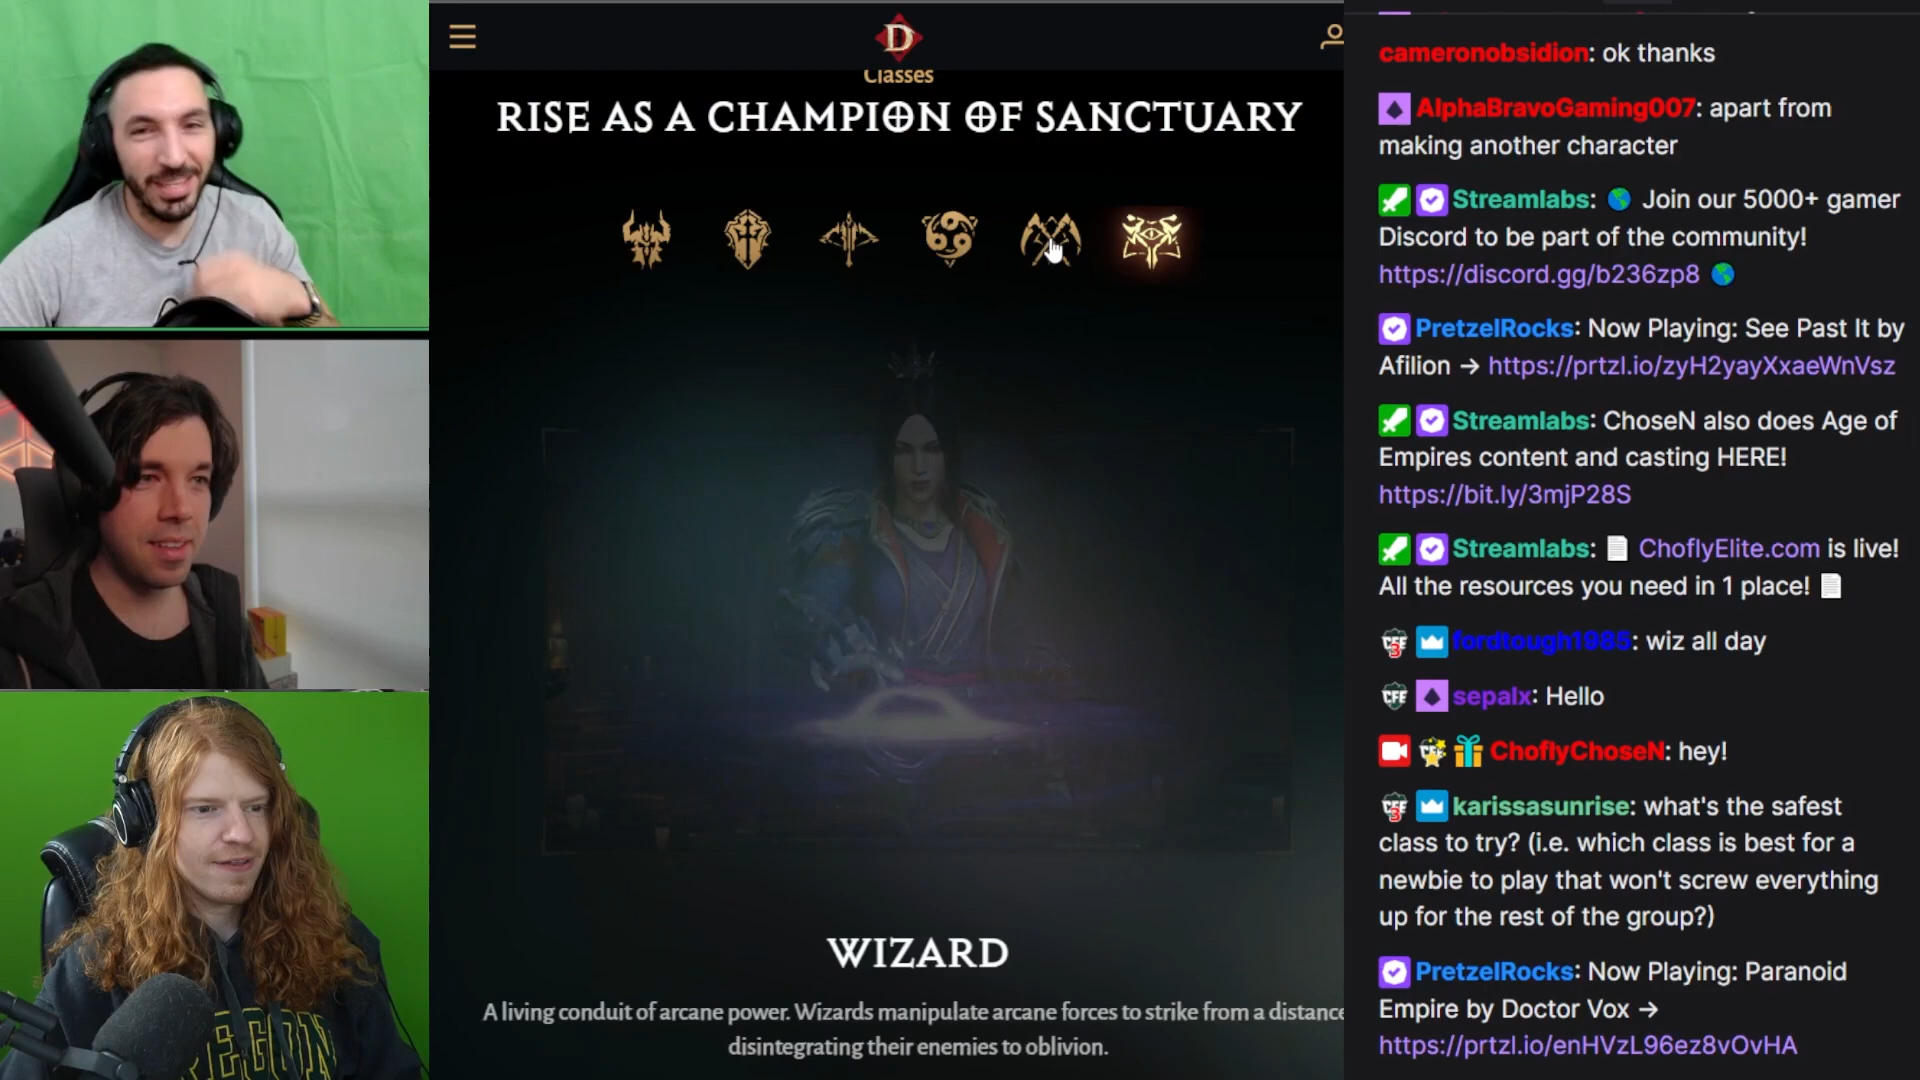 D
Classes
RISE AS A CHAMPION OF SANCTUARY
WIZARD
A living conduit of arcane power. Wizards manipulate arcane forces to strike from a distance
disintegrating their enemies to oblivion.
cameronobsidion: ok thanks
AlphaBravoGaming007: apart from
making another character
Streamlabs: 🌎 Join our 5000+ gamer
Discord to be part of the community!
https://discord.gg/b236zp8 🌎
PretzelRocks: Now Playing: See Past It by
Afilion → https://prtzl.io/zyH2yayXxaeWnVsz
Streamlabs: ChoseN also does Age of
Empires content and casting HERE!
https://bit.ly/3mjP28S
Streamlabs: 📄 ChoflyElite.com is live!
All the resources you need in 1 place! 📄
CFE 3 fordtough1985: wiz all day
CFE sepalx: Hello
CFE ChoflyChoseN: hey!
CFE 3 karissasunrise: what's the safest
class to try? (i.e. which class is best for a
newbie to play that won't screw everything
up for the rest of the group?)
PretzelRocks: Now Playing: Paranoid
Empire by Doctor Vox →
https://prtzl.io/enHVzL96ez8vOvHA